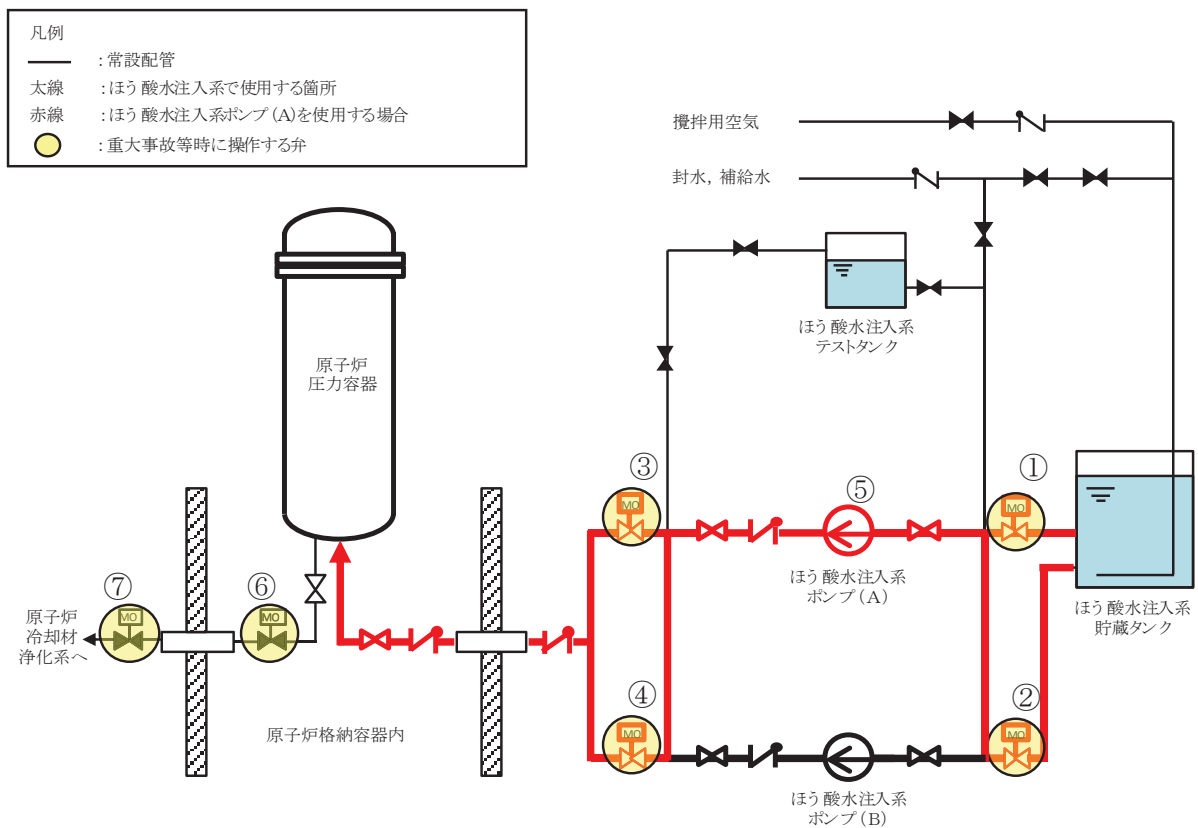 凡例
：常設配管
太線 ：ほう酸水注入系で使用する箇所
赤線 ：ほう酸水注入系ポンプ(A)を使用する場合
：重大事故等時に操作する弁
攪拌用空気
封水，補給水
ほう酸水注入系
テストタンク
原子炉
圧力容器
③
MO
⑤
①
MO
ほう酸水注入系
ポンプ(A)
ほう酸水注入系
貯蔵タンク
⑦
MO
⑥
MO
原子炉
冷却材
浄化系へ
原子炉格納容器内
④
MO
②
MO
ほう酸水注入系
ポンプ(B)